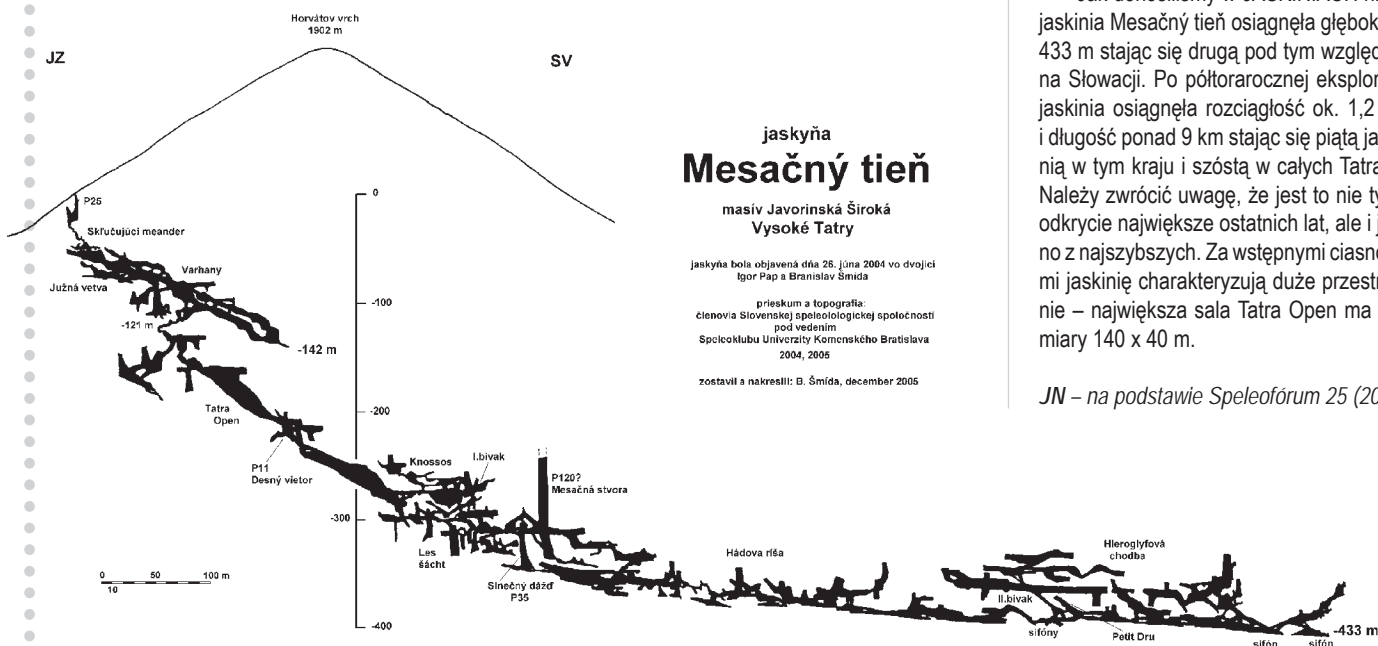 Horvátov vrch
1902 m
JZ
SV
0
P25
Skľučujúci meander
Varhany
Južná vetva
-100
-121 m
-142 m
-200
Tatra
Open
P11
Desný vietor
Knossos
I.bivak
P120?
Mesačná stvora
-300
Les
šácht
Slnečný dážď
P35
Hádova ríša
Hieroglyfová
chodba
II.bivak
sifóny
Petit Dru
sifón
sifón
-433 m
-400
0 50 100 m
10
jaskyňa
Mesačný tieň
masív Javorinská Široká
Vysoké Tatry
jaskyňa bola objavená dňa 26. júna 2004 vo dvojici
Igor Pap a Branislav Šmída
prieskum a topografia:
členovia Slovenskej speleolologickej spoločností
pod vedením
Speleoklubu Univerzity Komenského Bratislava
2004, 2005
zostavil a nakreslil: B. Šmída, december 2005
jaskinia Mesačný tieň osiągnęła głębok
433 m stając się drugą pod tym względ
na Słowacji. Po półtorarocznej eksplor
jaskinia osiągnęła rozciągłość ok. 1,2
i długość ponad 9 km stając się piątą ja
nią w tym kraju i szóstą w całych Tatra
Należy zwrócić uwagę, że jest to nie ty
odkrycie największe ostatnich lat, ale i j
no z najszybszych. Za wstępnymi ciasno
mi jaskinię charakteryzują duże przestr
nie – największa sala Tatra Open ma
miary 140 x 40 m.
JN – na podstawie Speleofórum 25 (20